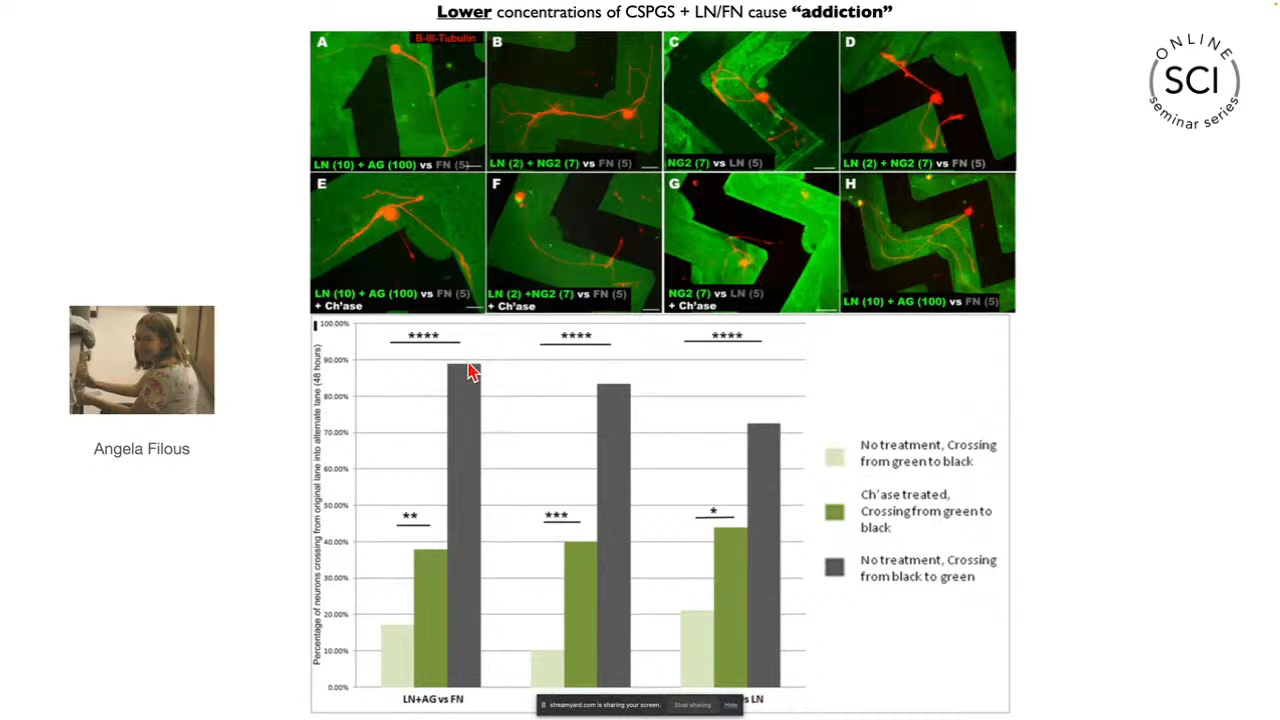 Lower concentrations of CSPGS + LN/FN cause “addiction”
ONLINE
SCI
seminar series
A
B-III-Tubulin
LN (10) + AG (100) vs FN (5)
B
LN (2) + NG2 (7) vs FN (5)
C
NG2 (7) vs LN (5)
D
LN (2) + NG2 (7) vs FN (5)
E
LN (10) + AG (100) vs FN (5)
+ Ch'ase
F
LN (2) +NG2 (7) vs FN (5)
+ Ch'ase
G
NG2 (7) vs LN (5)
+ Ch'ase
H
LN (10) + AG (100) vs FN (5)
Angela Filous
I
Percentage of neurons crossing from original lane into alternate lane (48 hours)
100.00%
90.00%
80.00%
70.00%
60.00%
50.00%
40.00%
30.00%
20.00%
10.00%
0.00%
****
****
****
**
***
*
LN+AG vs FN
vs LN
No treatment, Crossing
from green to black
Ch'ase treated,
Crossing from green to
black
No treatment, Crossing
from black to green
streamyard.com is sharing your screen.
Stop sharing
Hide